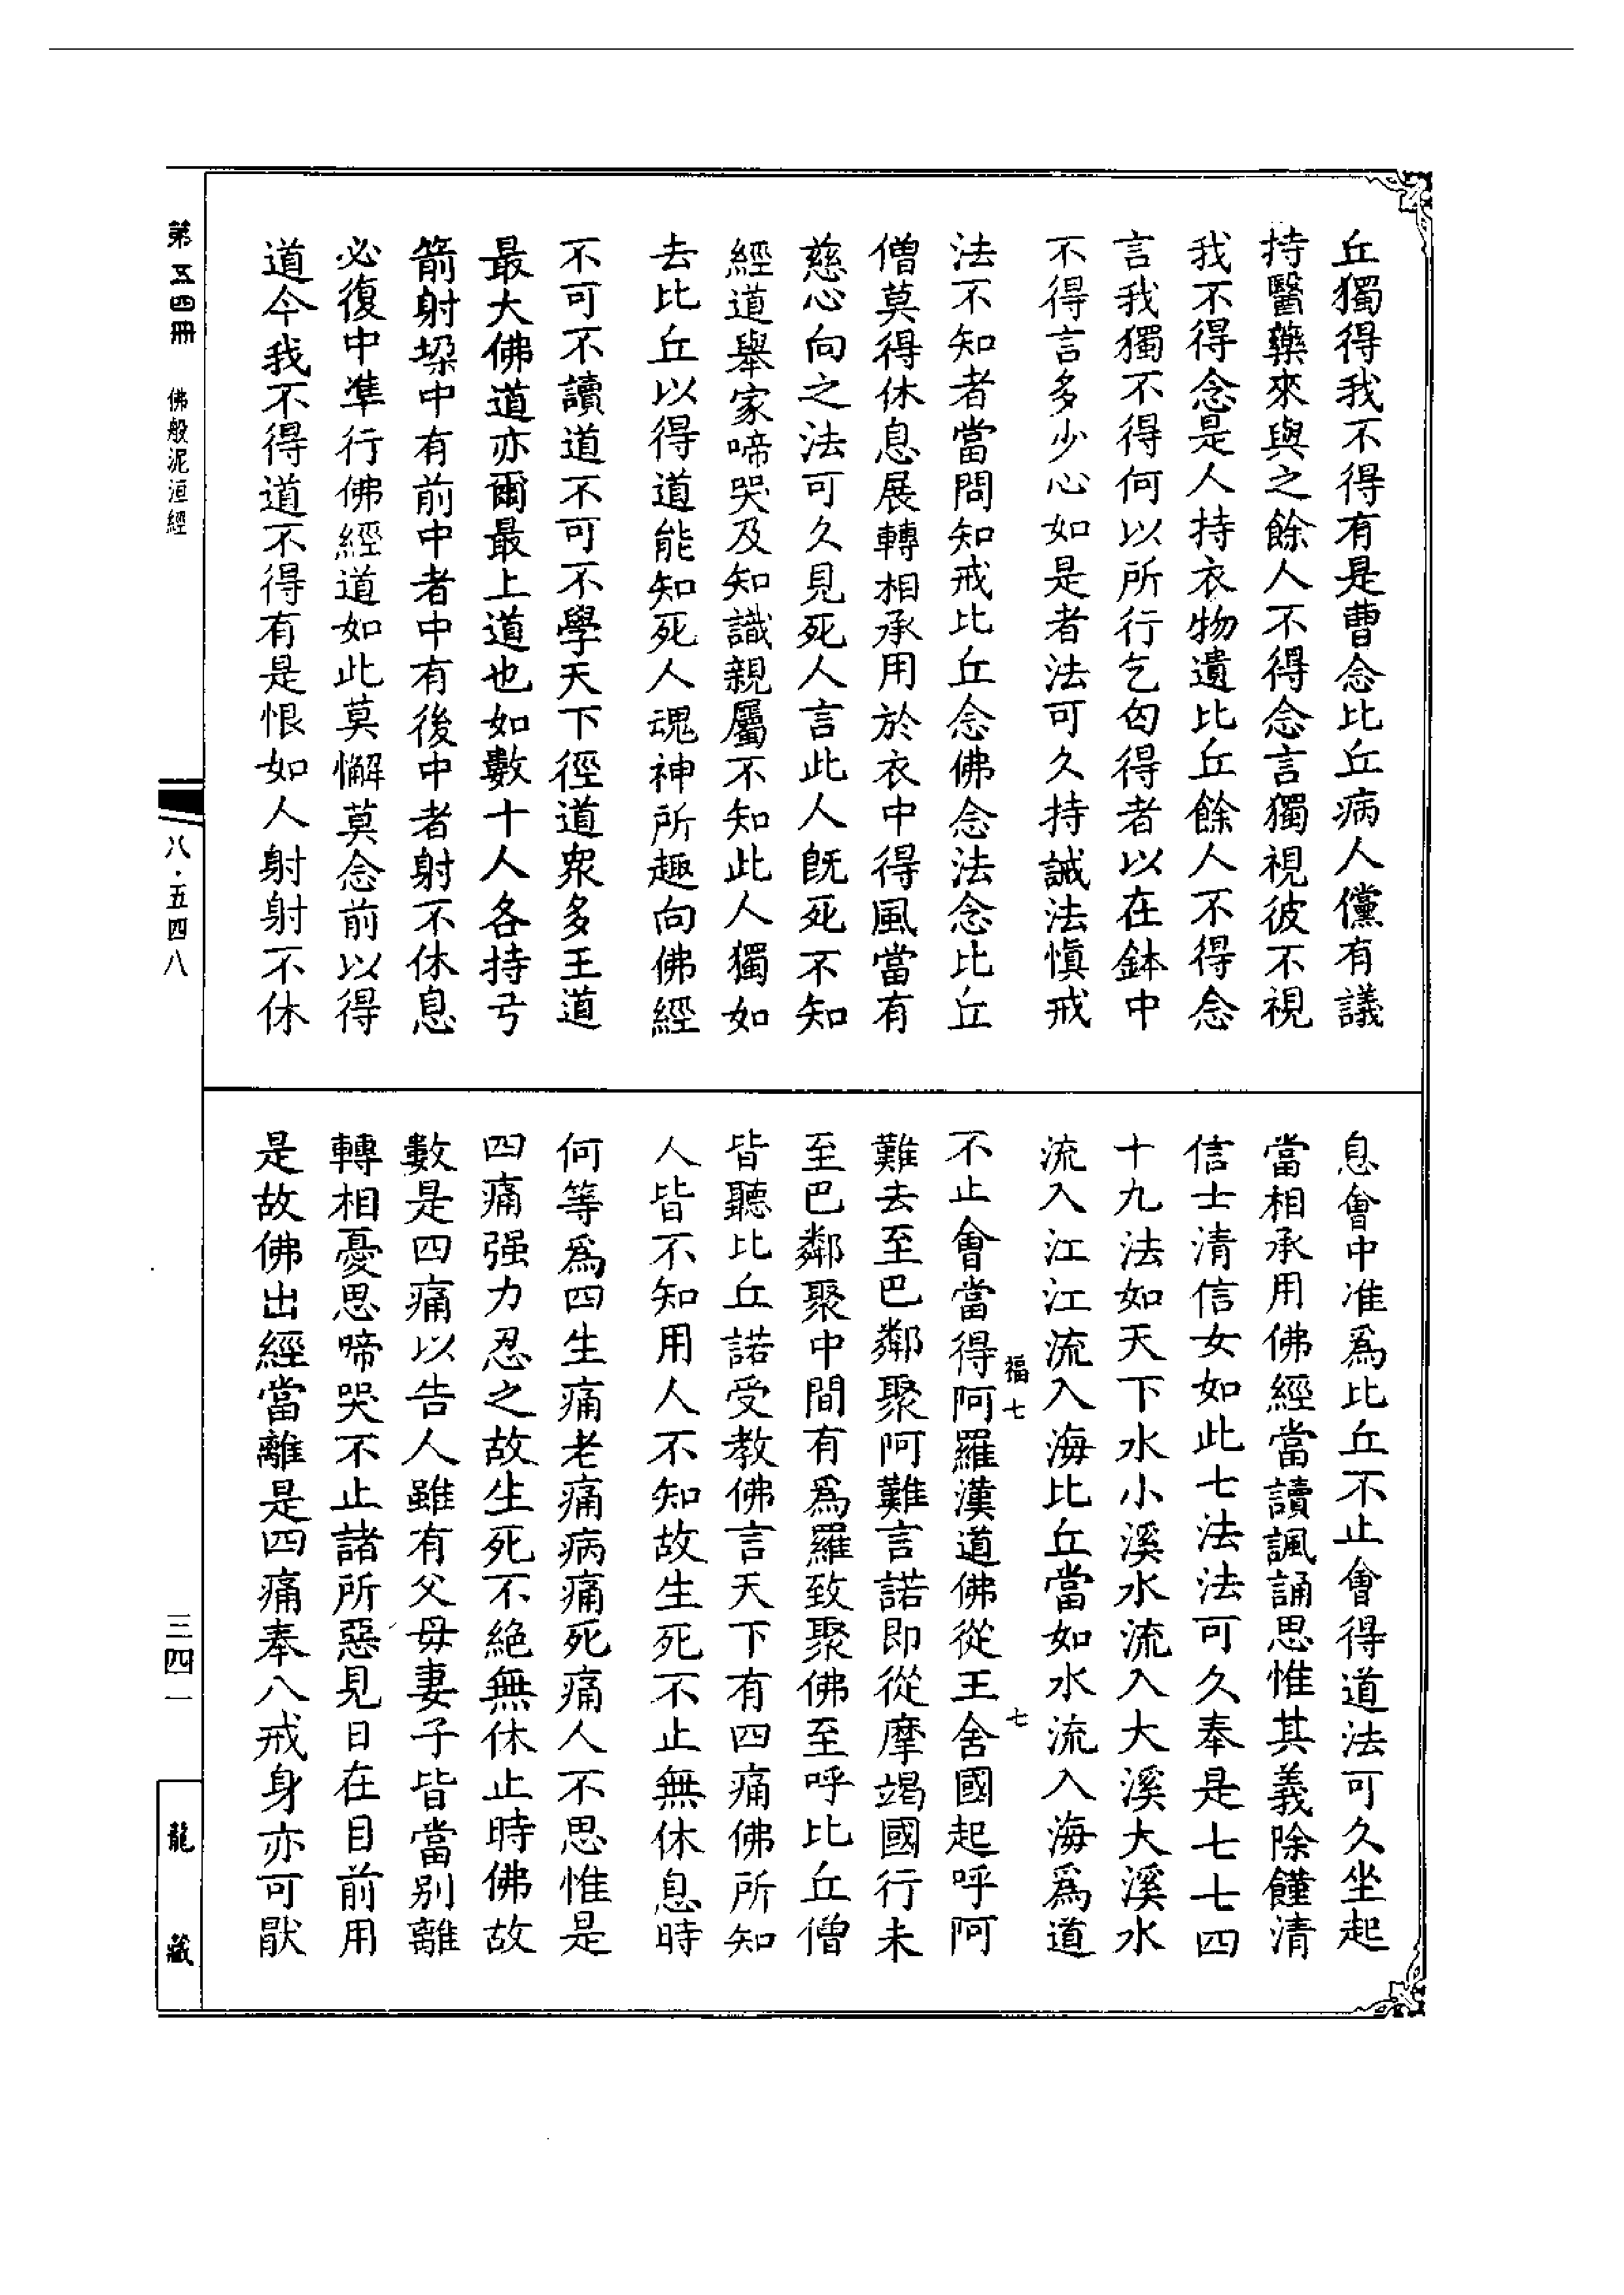 丘獨得我不得有是曹念比丘病人儻有議
持醫藥來與之餘人不得念言獨視彼不視
我不得念是人持衣物遺比丘餘人不得念
言我獨不得何以所行乞匃得者以在鉢中
不得言多少心如是者法可久持誡法慎戒
法不知者當問知戒比丘念佛念法念比丘
僧莫得休息展轉相承用於衣中得風當有
慈心向之法可久見死人言此人旣死不知
經道舉家啼哭及知識親屬不知此人獨如
去比丘以得道能知死人魂神所趣向佛經
不可不讀道不可不學天下徑道衆多王道
最大佛道亦爾最上道也如數十人各持弓
箭射垜中有前中者中有後中者射不休息
必復中準行佛經道如此莫懈莫念前以得
道今我不得道不得有是恨如人射射不休
息會中准爲比丘不止會得道法可久坐起
當相承用佛經當讀諷誦思惟其義除饉清
信士清信女如此七法法可久奉是七七四
十九法如天下水小溪水流入大溪大溪水
流入江江流入海比丘當如水流入海爲道
福七 七
不止會當得阿羅漢道佛從王舍國起呼阿
難去至巴鄰聚阿難言諾即從摩竭國行未
至巴鄰聚中間有爲羅致聚佛至呼比丘僧
皆聽比丘諾受教佛言天下有四痛佛所知
人皆不知用人不知故生死不止無休息時
何等爲四生痛老痛病痛死痛人不思惟是
四痛强力忍之故生死不絶無休止時佛故
數是四痛以告人雖有父母妻子皆當別離
轉相憂思啼哭不止諸所惡見日在目前用
是故佛出經當離是四痛奉八戒身亦可厭
第五四冊 佛般泥洹經
八·五四八
三四一
龍藏